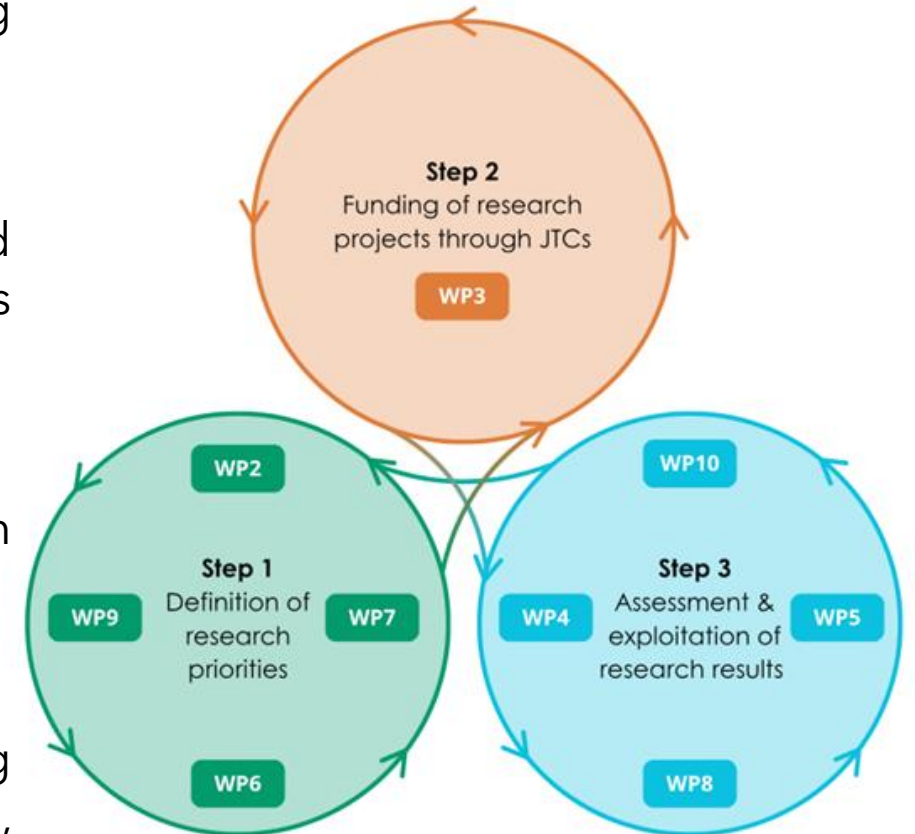 g
d
s
n
g
Step 2
Funding of research
projects through JTCs
WP3
WP2
Step 1
Definition of
research
priorities
WP9
WP7
WP6
WP10
Step 3
Assessment &
exploitation of
research results
WP4
WP5
WP8